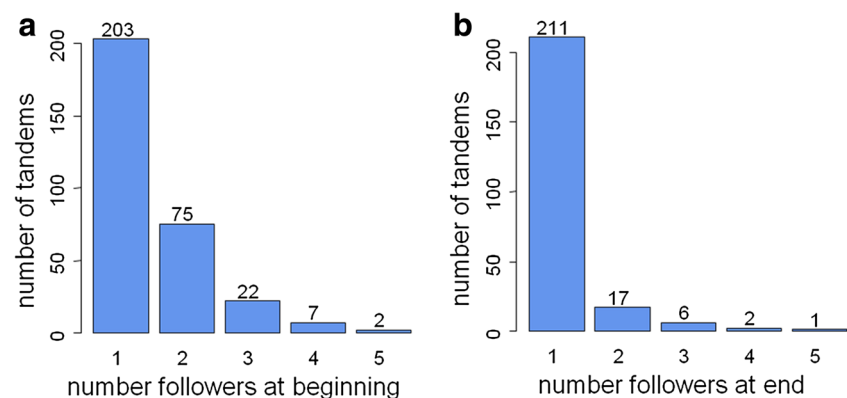 a
203
75
22
7
2
0
50
100
150
200
number of tandems
1 2 3 4 5
number followers at beginning
b
211
17
6
2
1
0
50
100
150
200
number of tandems
1 2 3 4 5
number followers at end